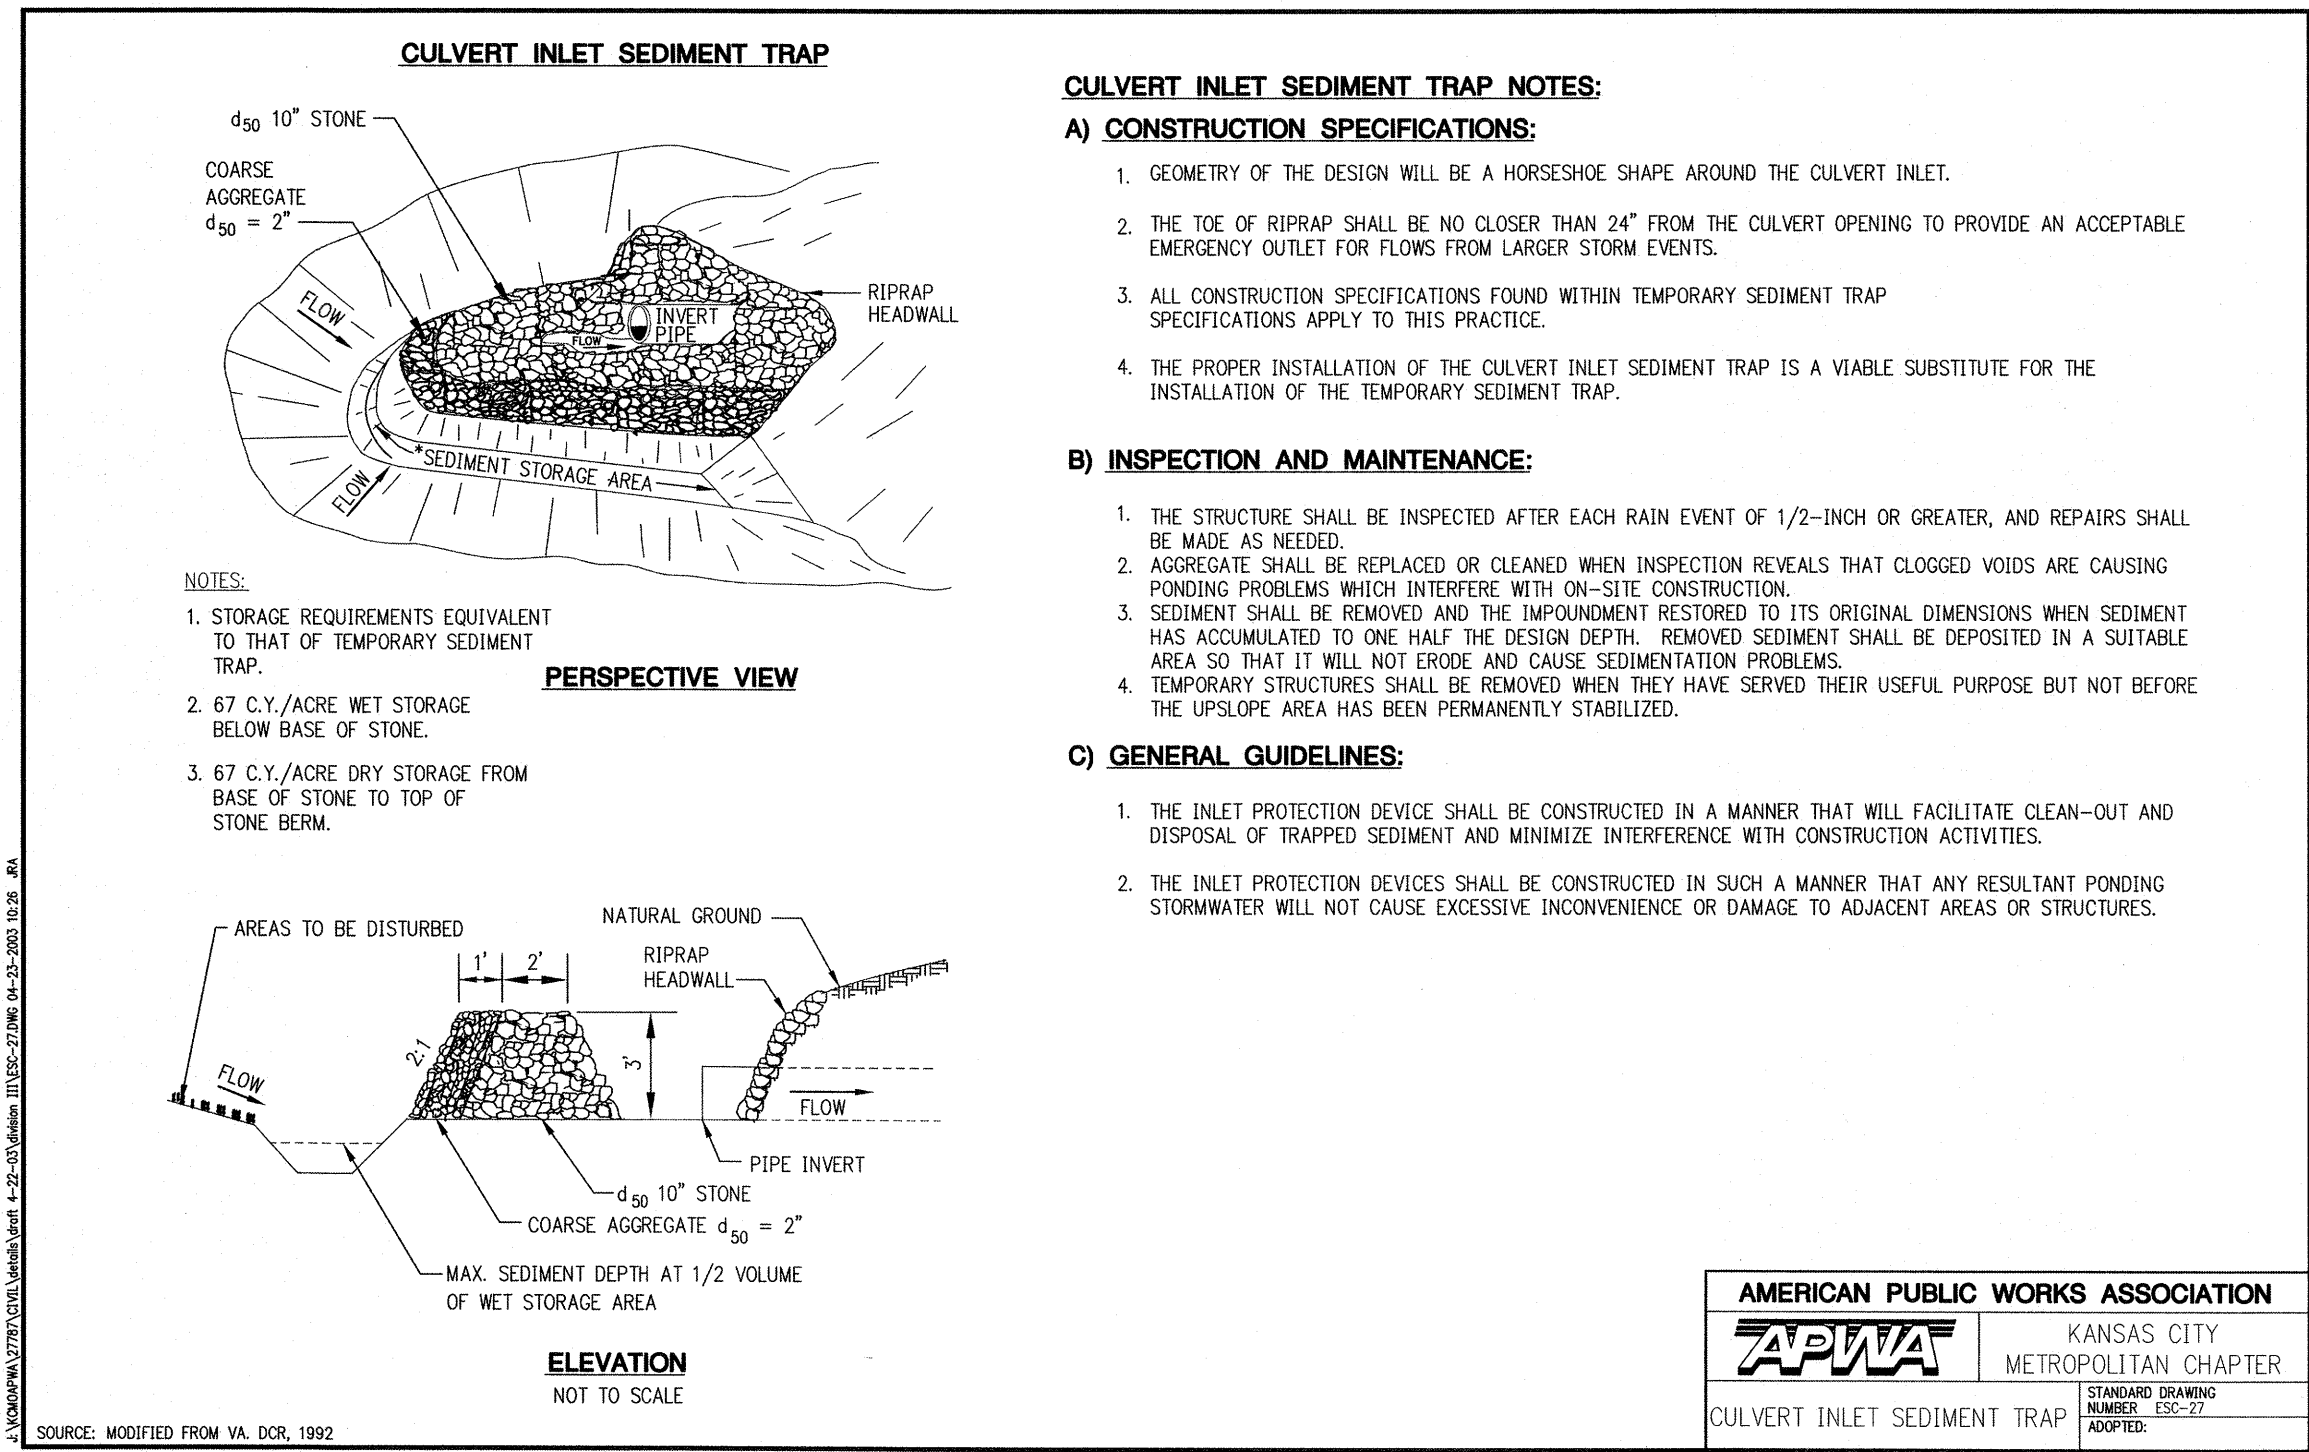 CULVERT INLET SEDIMENT TRAP
d50 10" STONE
COARSE
AGGREGATE
d50 = 2"
FLOW
INVERT
PIPE
FLOW
RIPRAP
HEADWALL
*SEDIMENT STORAGE AREA
FLOW
NOTES:
1. STORAGE REQUIREMENTS EQUIVALENT
TO THAT OF TEMPORARY SEDIMENT
TRAP.
PERSPECTIVE VIEW
2. 67 C.Y./ACRE WET STORAGE
BELOW BASE OF STONE.
3. 67 C.Y./ACRE DRY STORAGE FROM
BASE OF STONE TO TOP OF
STONE BERM.
AREAS TO BE DISTURBED
NATURAL GROUND
1' 2'
RIPRAP
HEADWALL
2:1
3'
FLOW
FLOW
PIPE INVERT
d50 10" STONE
COARSE AGGREGATE d50 = 2"
MAX. SEDIMENT DEPTH AT 1/2 VOLUME
OF WET STORAGE AREA
ELEVATION
NOT TO SCALE
SOURCE: MODIFIED FROM VA. DCR, 1992
J:\KCMOAPWA\27787\CIVIL\details\draft 4-22-03\division III\ESC-27.DWG 04-23-2003 10:26 JRA
CULVERT INLET SEDIMENT TRAP NOTES:
A) CONSTRUCTION SPECIFICATIONS:
1. GEOMETRY OF THE DESIGN WILL BE A HORSESHOE SHAPE AROUND THE CULVERT INLET.
2. THE TOE OF RIPRAP SHALL BE NO CLOSER THAN 24" FROM THE CULVERT OPENING TO PROVIDE AN ACCEPTABLE
EMERGENCY OUTLET FOR FLOWS FROM LARGER STORM EVENTS.
3. ALL CONSTRUCTION SPECIFICATIONS FOUND WITHIN TEMPORARY SEDIMENT TRAP
SPECIFICATIONS APPLY TO THIS PRACTICE.
4. THE PROPER INSTALLATION OF THE CULVERT INLET SEDIMENT TRAP IS A VIABLE SUBSTITUTE FOR THE
INSTALLATION OF THE TEMPORARY SEDIMENT TRAP.
B) INSPECTION AND MAINTENANCE:
1. THE STRUCTURE SHALL BE INSPECTED AFTER EACH RAIN EVENT OF 1/2-INCH OR GREATER, AND REPAIRS SHALL
BE MADE AS NEEDED.
2. AGGREGATE SHALL BE REPLACED OR CLEANED WHEN INSPECTION REVEALS THAT CLOGGED VOIDS ARE CAUSING
PONDING PROBLEMS WHICH INTERFERE WITH ON-SITE CONSTRUCTION.
3. SEDIMENT SHALL BE REMOVED AND THE IMPOUNDMENT RESTORED TO ITS ORIGINAL DIMENSIONS WHEN SEDIMENT
HAS ACCUMULATED TO ONE HALF THE DESIGN DEPTH. REMOVED SEDIMENT SHALL BE DEPOSITED IN A SUITABLE
AREA SO THAT IT WILL NOT ERODE AND CAUSE SEDIMENTATION PROBLEMS.
4. TEMPORARY STRUCTURES SHALL BE REMOVED WHEN THEY HAVE SERVED THEIR USEFUL PURPOSE BUT NOT BEFORE
THE UPSLOPE AREA HAS BEEN PERMANENTLY STABILIZED.
C) GENERAL GUIDELINES:
1. THE INLET PROTECTION DEVICE SHALL BE CONSTRUCTED IN A MANNER THAT WILL FACILITATE CLEAN-OUT AND
DISPOSAL OF TRAPPED SEDIMENT AND MINIMIZE INTERFERENCE WITH CONSTRUCTION ACTIVITIES.
2. THE INLET PROTECTION DEVICES SHALL BE CONSTRUCTED IN SUCH A MANNER THAT ANY RESULTANT PONDING
STORMWATER WILL NOT CAUSE EXCESSIVE INCONVENIENCE OR DAMAGE TO ADJACENT AREAS OR STRUCTURES.
AMERICAN PUBLIC WORKS ASSOCIATION
APWA
KANSAS CITY
METROPOLITAN CHAPTER
CULVERT INLET SEDIMENT TRAP
STANDARD DRAWING
NUMBER ESC-27
ADOPTED: